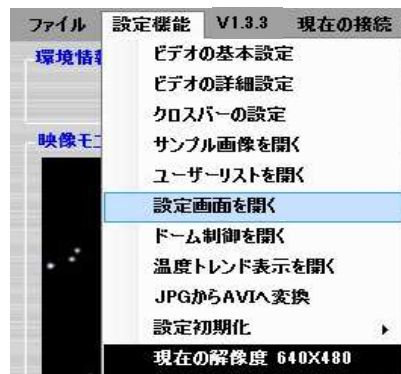 ファイル 設定機能 V1.3.3 現在の接続
環境情
ビデオの基本設定
ビデオの詳細設定
クロスバーの設定
映像モニ
サンプル画像を開く
ユーザーリストを開く
設定画面を開く
ドーム制御を開く
温度トレンド表示を開く
JPGからAVIへ変換
設定初期化
現在の解像度 640X480